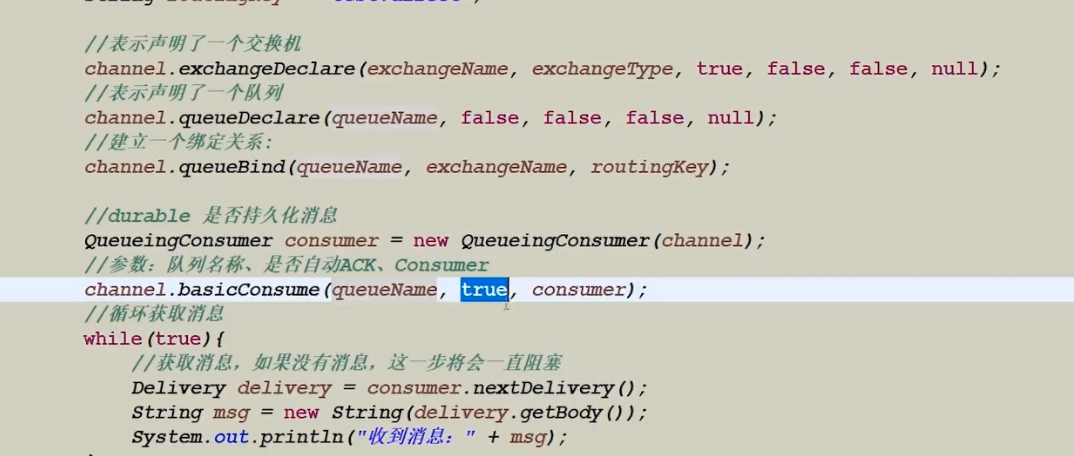 //表示声明了一个交换机
channel.exchangeDeclare(exchangeName, exchangeType, true, false, false, null);
//表示声明了一个队列
channel.queueDeclare(queueName, false, false, false, null);
//建立一个绑定关系:
channel.queueBind(queueName, exchangeName, routingKey);
//durable 是否持久化消息
QueueingConsumer consumer = new QueueingConsumer(channel);
//参数：队列名称、是否自动ACK、Consumer
channel.basicConsume(queueName, true, consumer);
//循环获取消息
while(true){
//获取消息，如果没有消息，这一步将会一直阻塞
Delivery delivery = consumer.nextDelivery();
String msg = new String(delivery.getBody());
System.out.println("收到消息：" + msg);